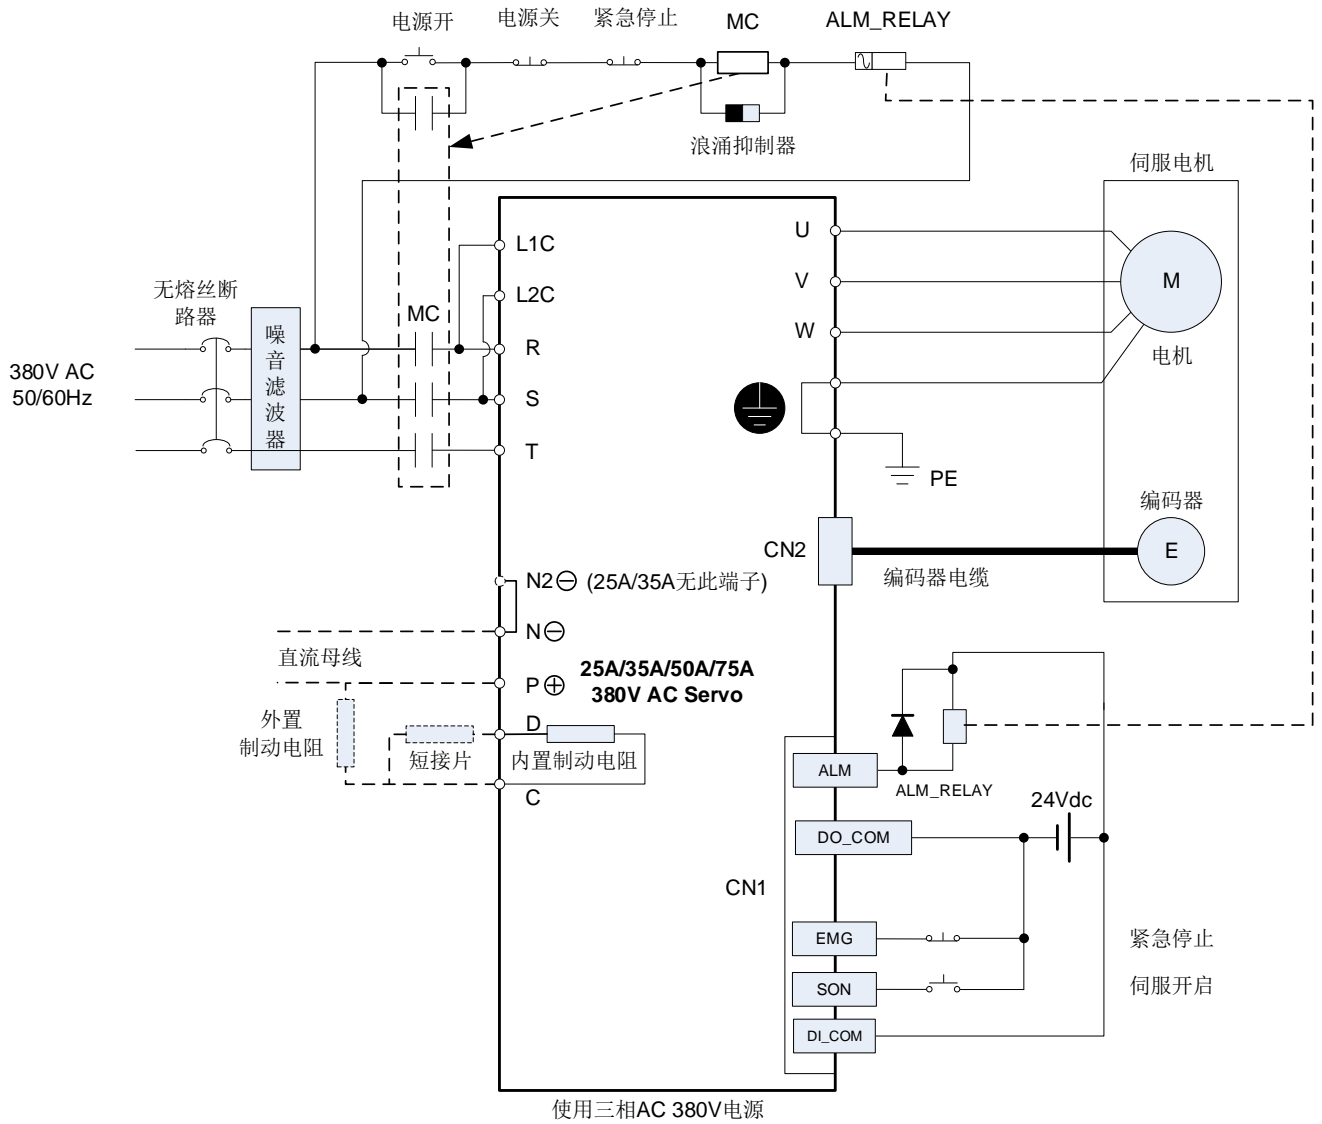 电源开
电源关
紧急停止
MC
ALM_RELAY
浪涌抑制器
伺服电机
U
L1C
V
M
无熔丝断
路器
L2C
MC
W
噪音滤波器
R
电机
380V AC
50/60Hz
S
T
PE
编码器
CN2
E
编码器电缆
N2⊖ (25A/35A无此端子)
N⊖
直流母线
P⊕
25A/35A/50A/75A
380V AC Servo
外置
制动电阻
D
短接片
内置制动电阻
ALM
ALM_RELAY
C
24Vdc
DO_COM
CN1
EMG
紧急停止
SON
伺服开启
DI_COM
使用三相AC 380V电源